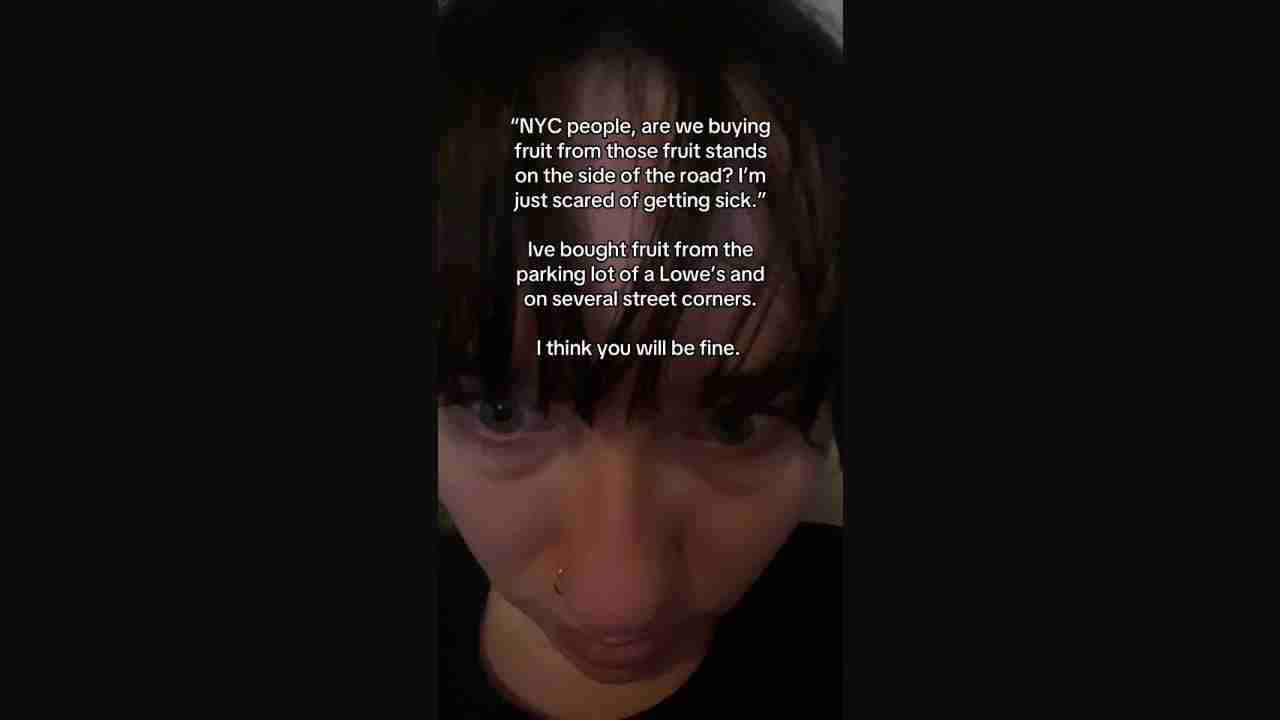 “NYC people, are we buying
fruit from those fruit stands
on the side of the road? I’m
just scared of getting sick.”
Ive bought fruit from the
parking lot of a Lowe’s and
on several street corners.
I think you will be fine.